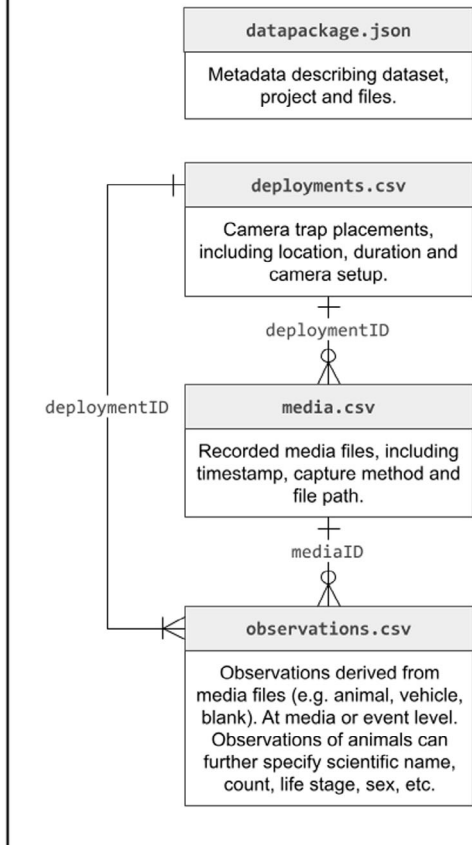 datapackage.json
Metadata describing dataset,
project and files.
deployments.csv
Camera trap placements,
including location, duration and
camera setup.
deploymentID
deploymentID
media.csv
Recorded media files, including
timestamp, capture method and
file path.
mediaID
observations.csv
Observations derived from
media files (e.g. animal, vehicle,
blank). At media or event level.
Observations of animals can
further specify scientific name,
count, life stage, sex, etc.